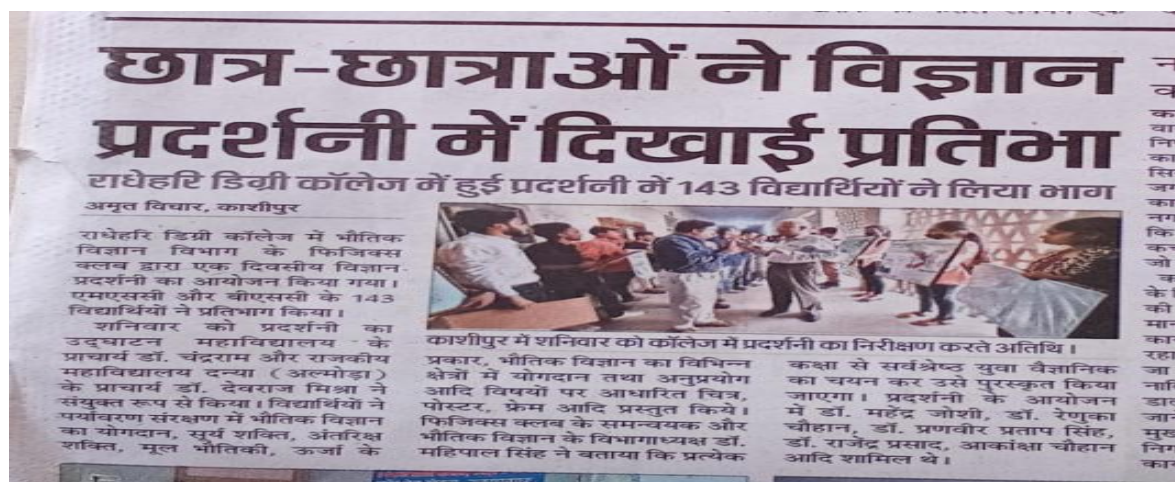 छात्र-छात्राओं ने विज्ञान
प्रदर्शनी में दिखाई प्रतिभा
राधेहरि डिग्री कॉलेज में हुई प्रदर्शनी में 143 विद्यार्थियों ने लिया भाग
अमृत विचार, काशीपुर
राधेहरि डिग्री कॉलेज में भौतिक
विज्ञान विभाग के फिजिक्स
क्लब द्वारा एक दिवसीय विज्ञान
प्रदर्शनी का आयोजन किया गया।
एमएससी और बीएससी के 143
विद्यार्थियों ने प्रतिभाग किया।
शनिवार को प्रदर्शनी का
उद्घाटन महाविद्यालय के
प्राचार्य डॉ. चंद्रराम और राजकीय
महाविद्यालय दन्या (अल्मोड़ा)
के प्राचार्य डॉ. देवराज मिश्रा ने
संयुक्त रूप से किया। विद्यार्थियों ने
पर्यावरण संरक्षण में भौतिक विज्ञान
का योगदान, सूर्य शक्ति, अंतरिक्ष
शक्ति, मूल भौतिकी, ऊर्जा के
काशीपुर में शनिवार को कॉलेज में प्रदर्शनी का निरीक्षण करते अतिथि।
प्रकार, भौतिक विज्ञान का विभिन्न
क्षेत्रों में योगदान तथा अनुप्रयोग
आदि विषयों पर आधारित चित्र,
पोस्टर, फ्रेम आदि प्रस्तुत किये।
फिजिक्स क्लब के समन्वयक और
भौतिक विज्ञान के विभागाध्यक्ष डॉ.
महिपाल सिंह ने बताया कि प्रत्येक
कक्षा से सर्वश्रेष्ठ युवा वैज्ञानिक
का चयन कर उसे पुरस्कृत किया
जाएगा। प्रदर्शनी के आयोजन
में डॉ. महेंद्र जोशी, डॉ. रेणुका
चौहान, डॉ. प्रणवीर प्रताप सिंह,
डॉ. राजेंद्र प्रसाद, आकांक्षा चौहान
आदि शामिल थे।